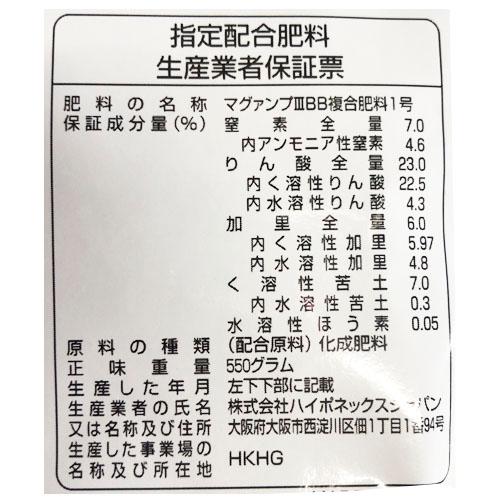 指定配合肥料
生産業者保証票
肥料の名称 マグァンプⅢBB複合肥料1号
保証成分量(%) 窒素全量 7.0
内アンモニア性窒素 4.6
りん酸全量 23.0
内く溶性りん酸 22.5
内水溶性りん酸 4.3
加里全量 6.0
内く溶性加里 5.97
内水溶性加里 4.8
く溶性苦土 7.0
内水溶性苦土 0.3
水溶性ほう素 0.05
原料の種類 (配合原料)化成肥料
正味重量 550グラム
生産した年月 左下下部に記載
生産業者の氏名 株式会社ハイポネックスジャパン
又は名称及び住所 大阪府大阪市西淀川区佃1丁目1番94号
生産した事業場の HKHG
名称及び所在地